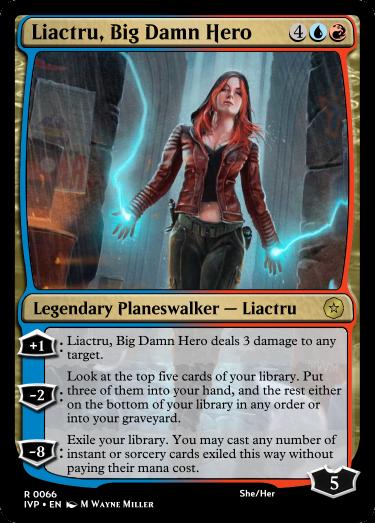 Liactru, Big Damn Hero 4
Legendary Planeswalker — Liactru
+1: Liactru, Big Damn Hero deals 3 damage to any
target.
Look at the top five cards of your library. Put
-2: three of them into your hand, and the rest either
on the bottom of your library in any order or
into your graveyard.
Exile your library. You may cast any number of
-8: instant or sorcery cards exiled this way without
paying their mana cost.
5
R 0066
She/Her
IVP • EN M Wayne Miller